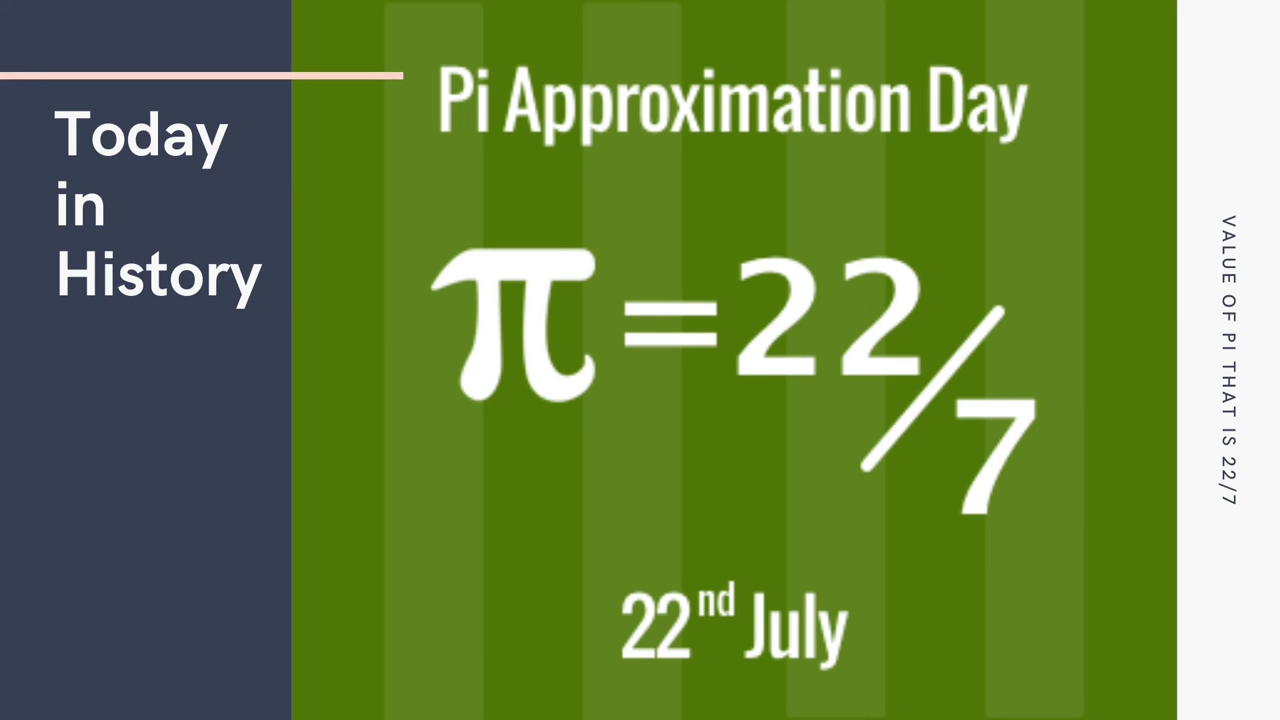 Today
in
History
Pi Approximation Day
π=22/7
22nd July
VALUE OF PI THAT IS 22/7